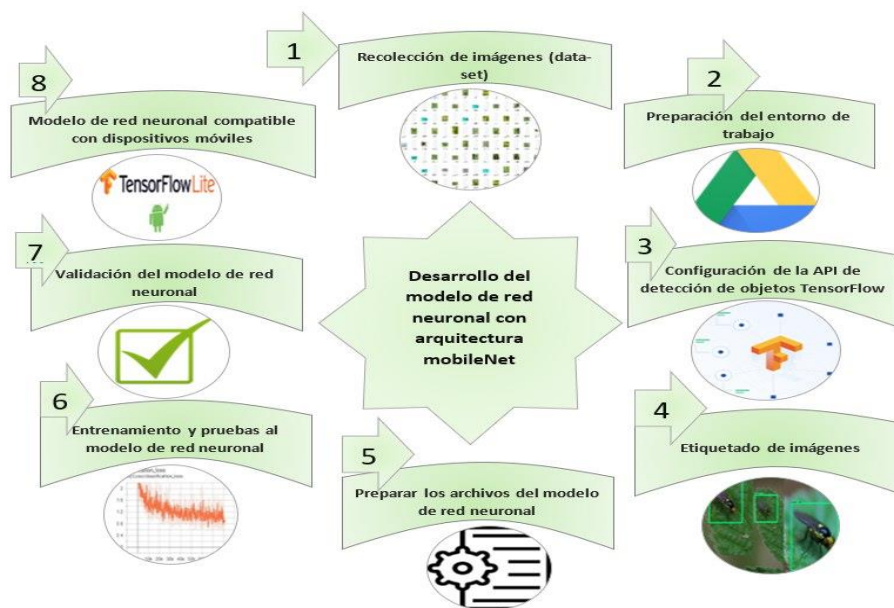 1
Recolección de imágenes (data-
set)
2
Preparación del entorno de
trabajo
3
Configuración de la API de
detección de objetos TensorFlow
4
Etiquetado de imágenes
5
Preparar los archivos del modelo
de red neuronal
6
Entrenamiento y pruebas al
modelo de red neuronal
7
Validación del modelo de red
neuronal
8
Modelo de red neuronal compatible
con dispositivos móviles
TensorFlowLite
Desarrollo del
modelo de red
neuronal con
arquitectura
mobileNet